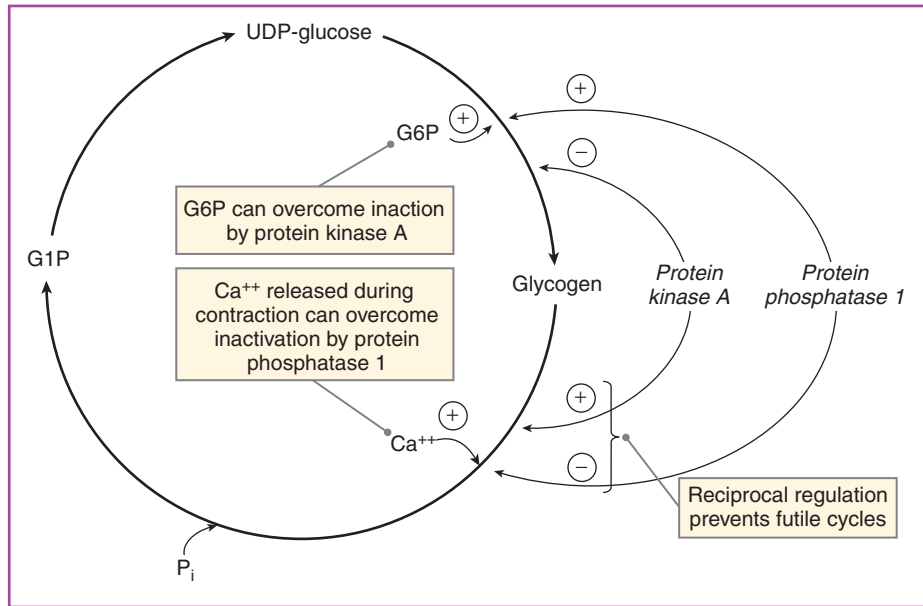 UDP-glucose
G6P
+
+
−
G6P can overcome inaction
by protein kinase A
G1P
Glycogen
Protein
kinase A
Protein
phosphatase 1
Ca⁺⁺ released during
contraction can overcome
inactivation by protein
phosphatase 1
+
+
Ca⁺⁺
−
Reciprocal regulation
prevents futile cycles
Pᵢ